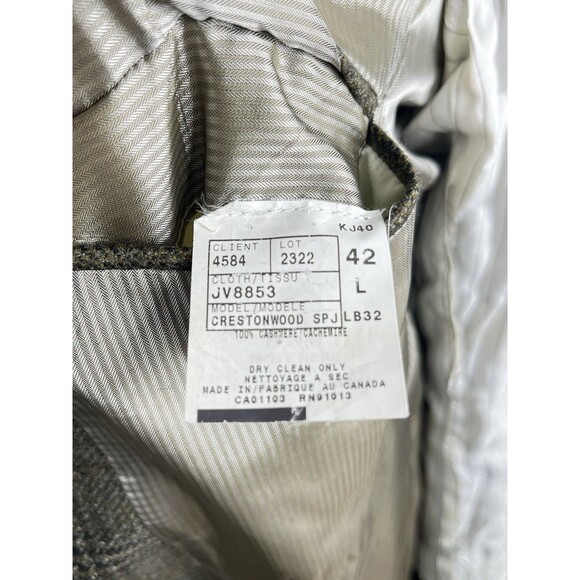 KJ40
CLIENT LOT
4584 2322 42
CLOTH/TISSU
JV8853 L
MODEL/MODELE
CRESTONWOOD SPJ LB32
100% CASHMERE/CACHEMIRE
DRY CLEAN ONLY
NETTOYAGE A SEC
MADE IN/FABRIQUE AU CANADA
CA01103 RN91013